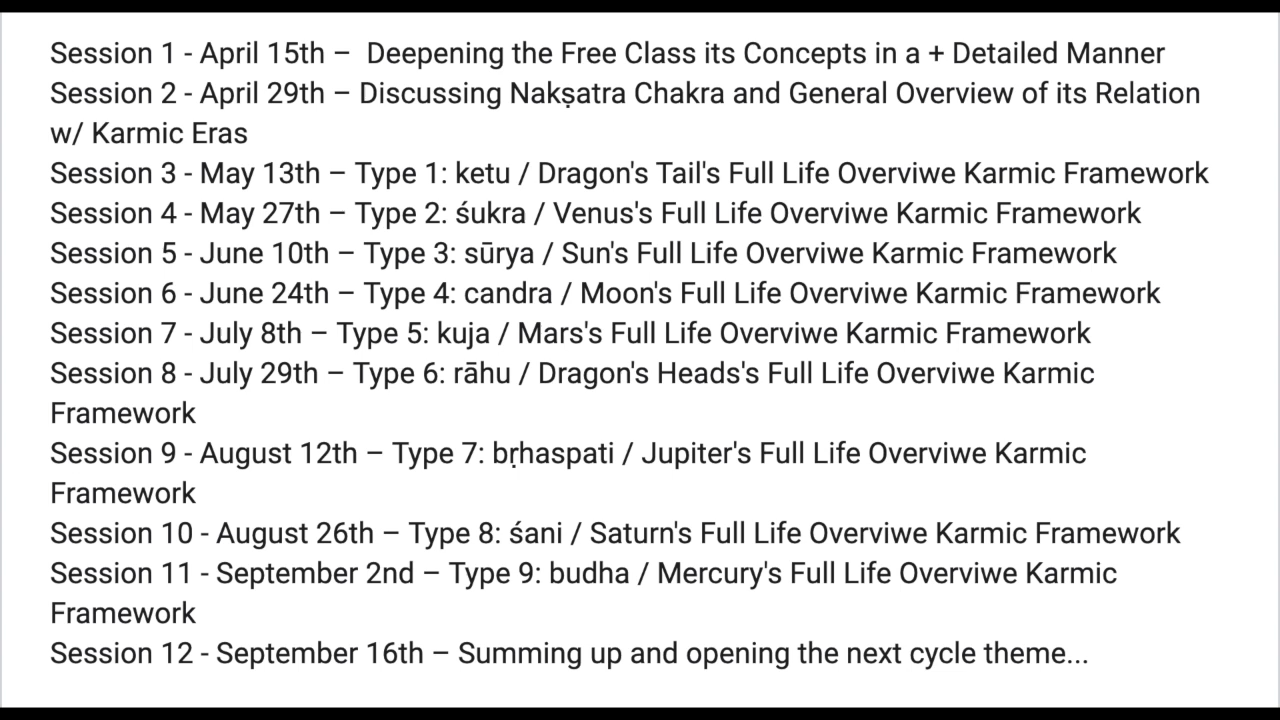 Session 1 - April 15th –  Deepening the Free Class its Concepts in a + Detailed Manner
Session 2 - April 29th – Discussing Nakṣatra Chakra and General Overview of its Relation
w/ Karmic Eras
Session 3 - May 13th – Type 1: ketu / Dragon's Tail's Full Life Overviwe Karmic Framework
Session 4 - May 27th – Type 2: śukra / Venus's Full Life Overviwe Karmic Framework
Session 5 - June 10th – Type 3: sūrya / Sun's Full Life Overviwe Karmic Framework
Session 6 - June 24th – Type 4: candra / Moon's Full Life Overviwe Karmic Framework
Session 7 - July 8th – Type 5: kuja / Mars's Full Life Overviwe Karmic Framework
Session 8 - July 29th – Type 6: rāhu / Dragon's Heads's Full Life Overviwe Karmic
Framework
Session 9 - August 12th – Type 7: bṛhaspati / Jupiter's Full Life Overviwe Karmic
Framework
Session 10 - August 26th – Type 8: śani / Saturn's Full Life Overviwe Karmic Framework
Session 11 - September 2nd – Type 9: budha / Mercury's Full Life Overviwe Karmic
Framework
Session 12 - September 16th – Summing up and opening the next cycle theme...